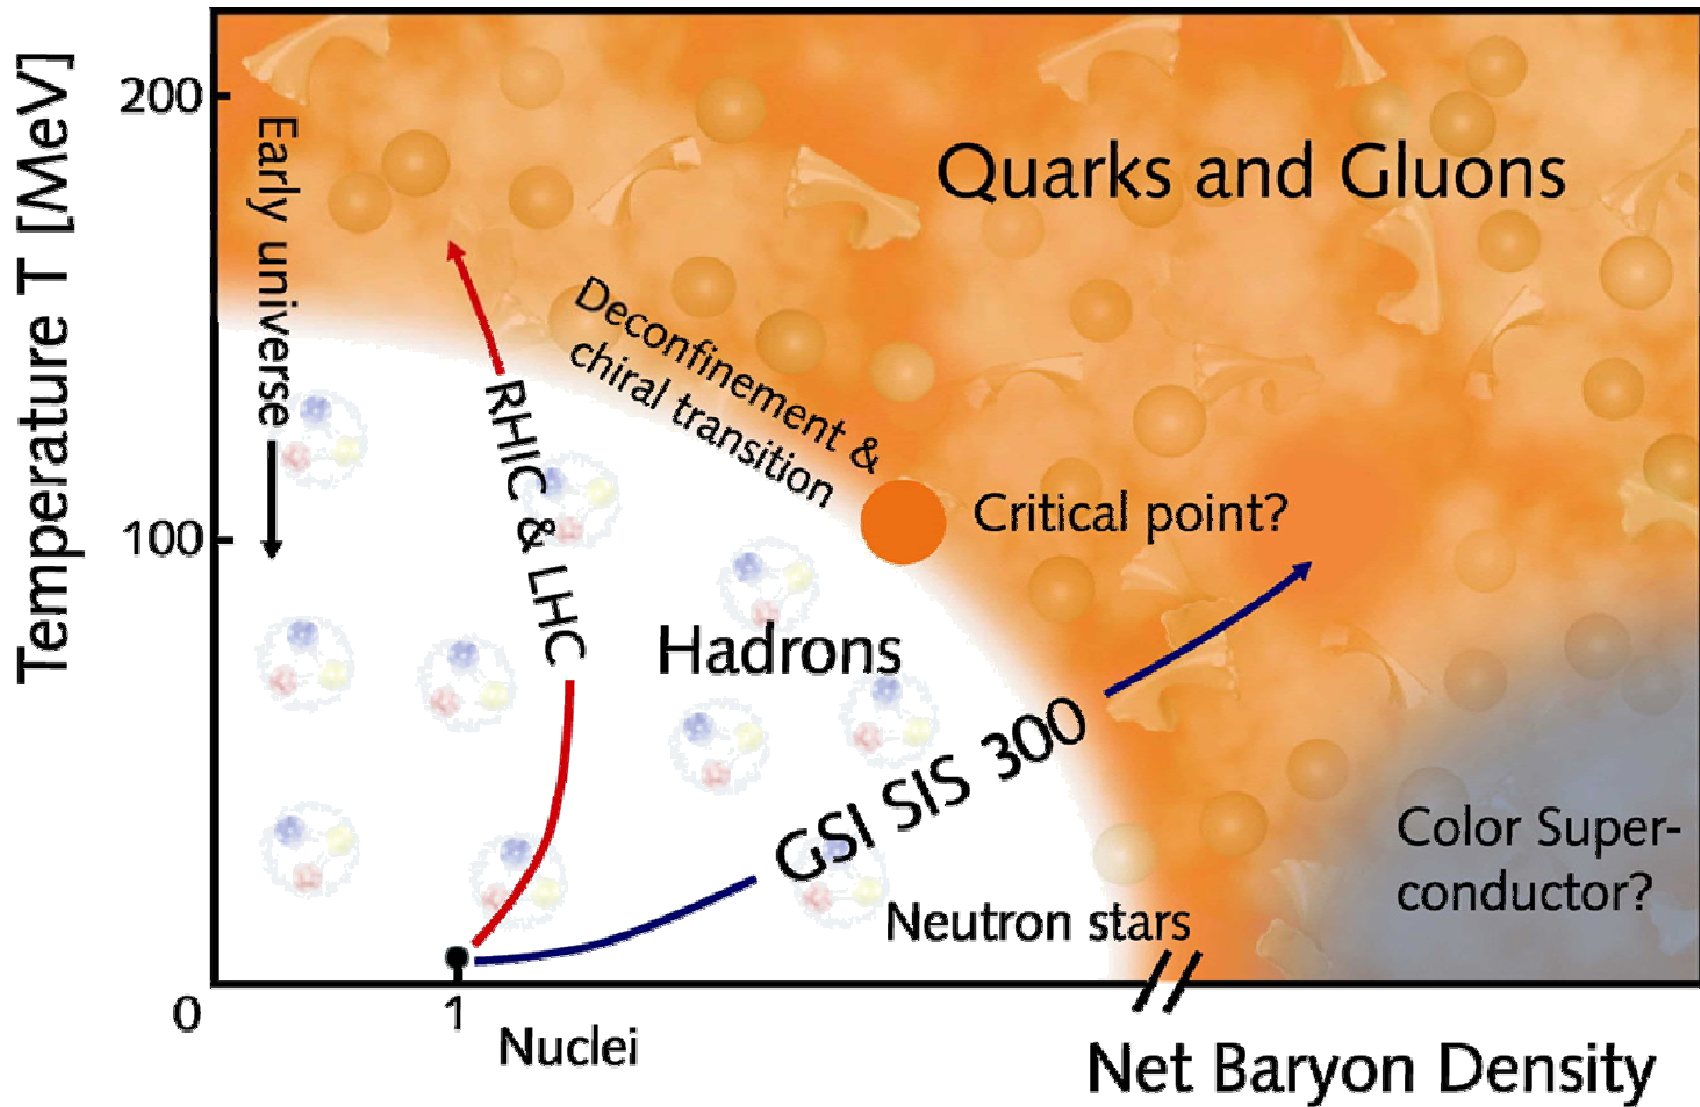 Temperature T [MeV]
200
100
0
Early universe
Quarks and Gluons
Deconfinement &
chiral transition
RHIC & LHC
Critical point?
Hadrons
GSI SIS 300
Color Super-
conductor?
Neutron stars
1
Nuclei
Net Baryon Density